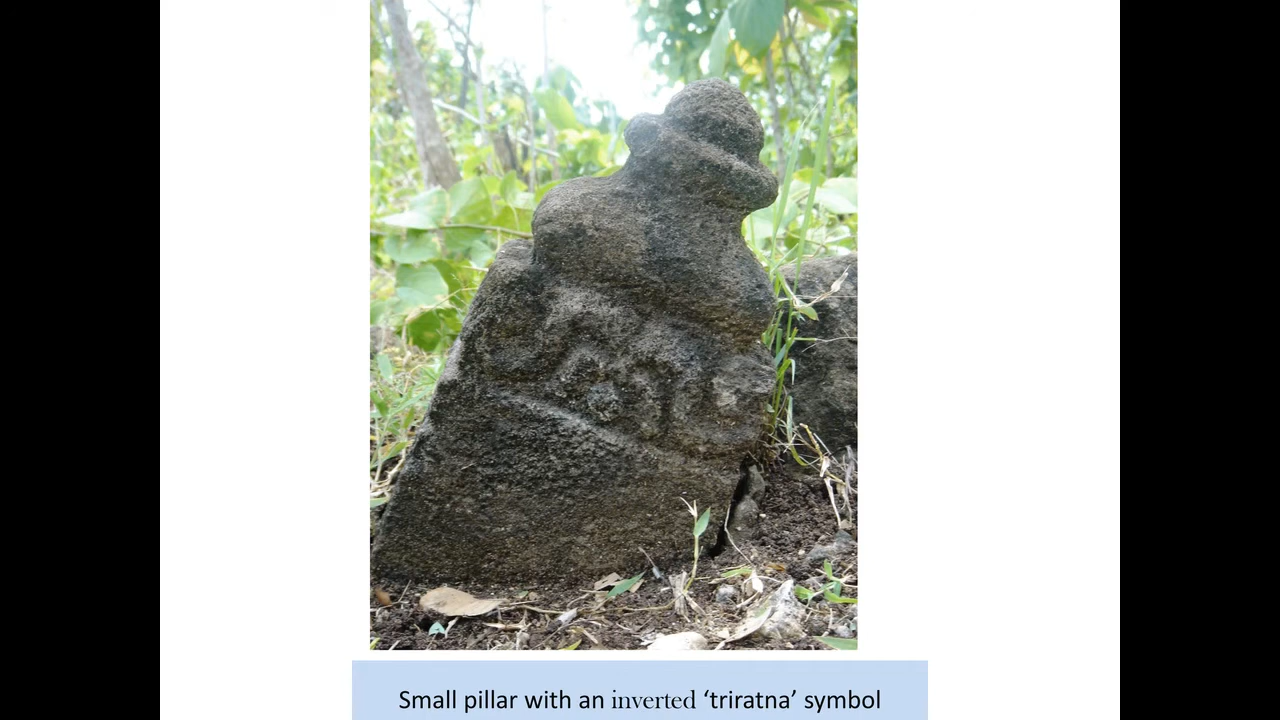 Small pillar with an inverted ‘triratna’ symbol